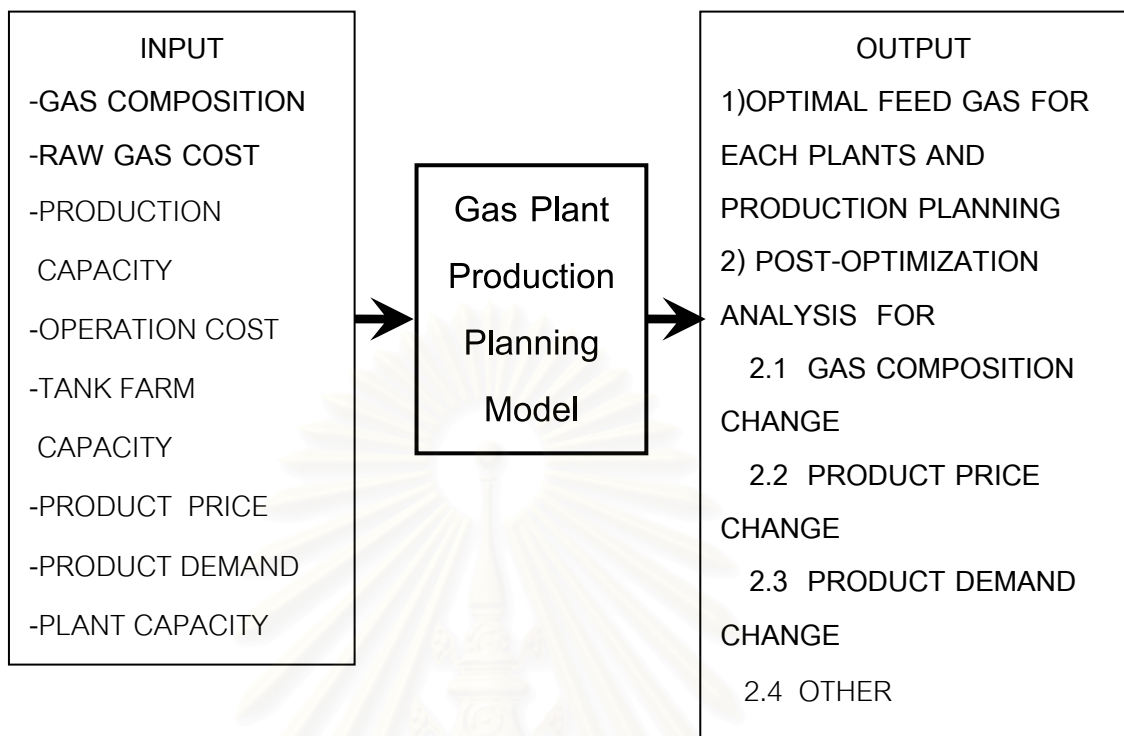 INPUT
-GAS COMPOSITION
-RAW GAS COST
-PRODUCTION
CAPACITY
-OPERATION COST
-TANK FARM
CAPACITY
-PRODUCT PRICE
-PRODUCT DEMAND
-PLANT CAPACITY
Gas Plant
Production
Planning
Model
OUTPUT
1)OPTIMAL FEED GAS FOR
EACH PLANTS AND
PRODUCTION PLANNING
2) POST-OPTIMIZATION
ANALYSIS FOR
2.1 GAS COMPOSITION
CHANGE
2.2 PRODUCT PRICE
CHANGE
2.3 PRODUCT DEMAND
CHANGE
2.4 OTHER